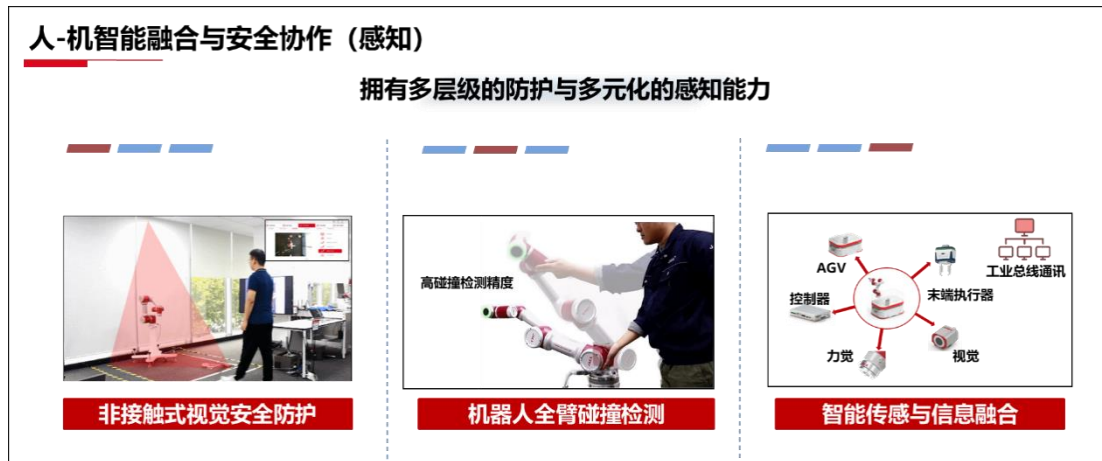 人-机智能融合与安全协作（感知）
拥有多层级的防护与多元化的感知能力
非接触式视觉安全防护
高碰撞检测精度
机器人全臂碰撞检测
AGV
工业总线通讯
控制器
末端执行器
力觉
视觉
智能传感与信息融合